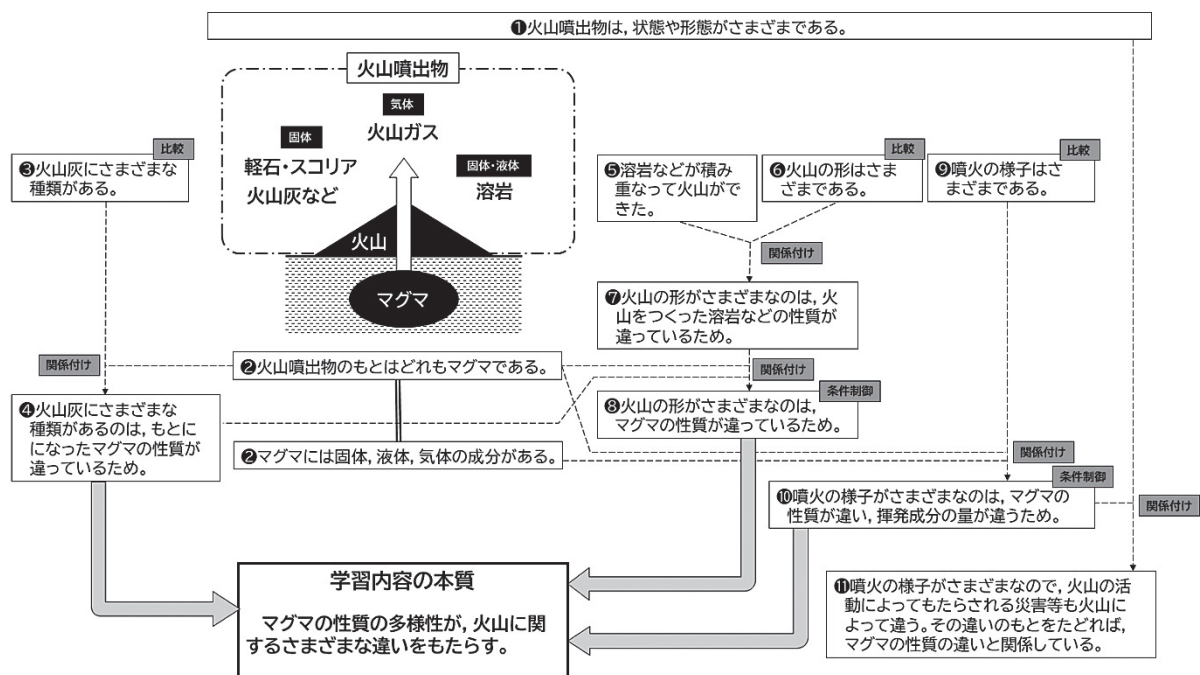 ❶火山噴出物は，状態や形態がさまざまである。
火山噴出物
気体
火山ガス
固体
軽石・スコリア
火山灰など
固体・液体
溶岩
火山
マグマ
比較
❸火山灰にさまざまな
種類がある。
❺溶岩などが積み
重なって火山がで
きた。
比較
❻火山の形はさま
ざまである。
比較
❾噴火の様子はさ
まざまである。
関係付け
❼火山の形がさまざまなのは，火
山をつくった溶岩などの性質が
違っているため。
関係付け
❷火山噴出物のもとはどれもマグマである。
関係付け
❹火山灰にさまざまな
種類があるのは，もとに
になったマグマの性質が
違っているため。
条件制御
❽火山の形がさまざまなのは，
マグマの性質が違っているため。
❷マグマには固体，液体，気体の成分がある。
関係付け
条件制御
❿噴火の様子がさまざまなのは，マグマの
性質が違い，揮発成分の量が違うため。
関係付け
学習内容の本質
マグマの性質の多様性が，火山に関
するさまざまな違いをもたらす。
⓫噴火の様子がさまざまなので，火山の活
動によってもたらされる災害等も火山に
よって違う。その違いのもとをたどれば，
マグマの性質の違いと関係している。